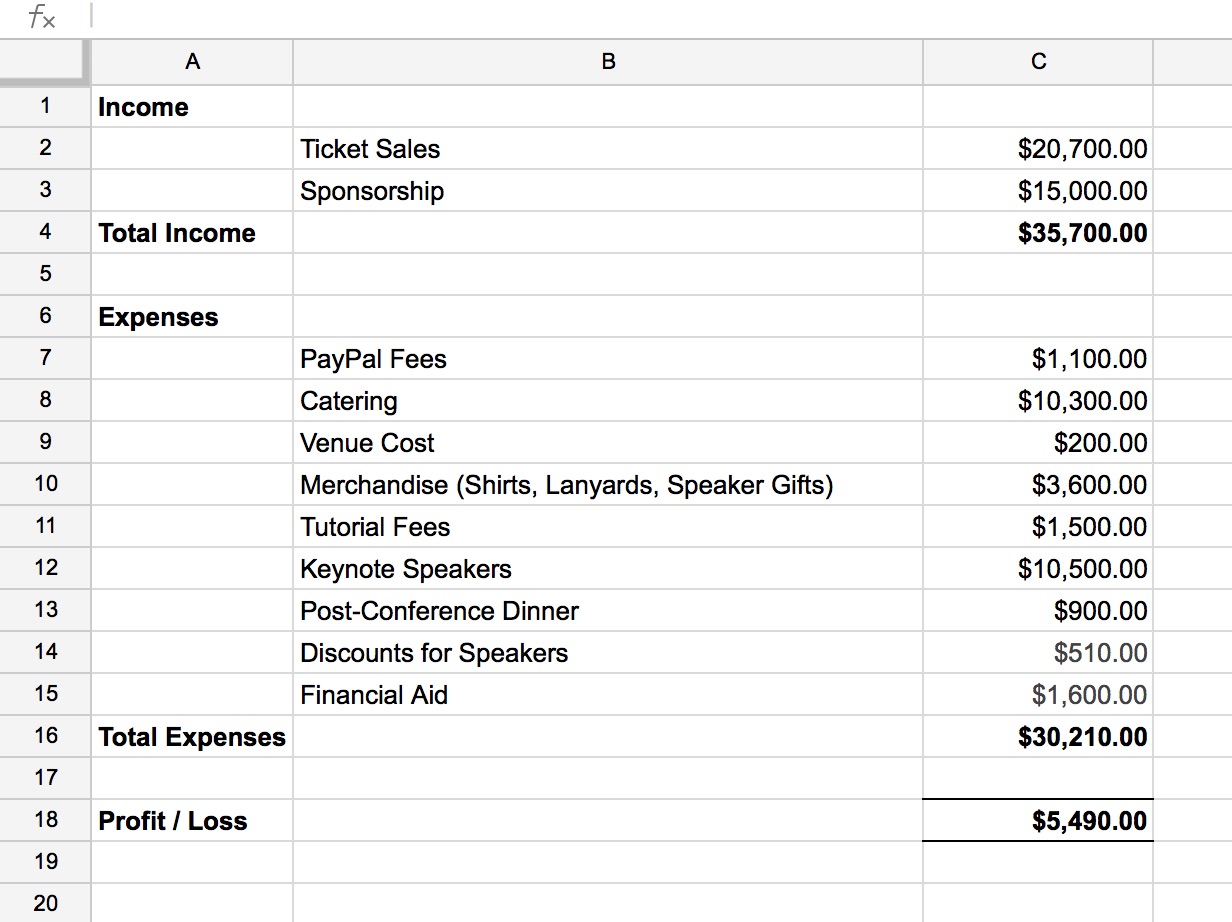 fx
A B C
1 Income
2 Ticket Sales $20,700.00
3 Sponsorship $15,000.00
4 Total Income $35,700.00
5
6 Expenses
7 PayPal Fees $1,100.00
8 Catering $10,300.00
9 Venue Cost $200.00
10 Merchandise (Shirts, Lanyards, Speaker Gifts) $3,600.00
11 Tutorial Fees $1,500.00
12 Keynote Speakers $10,500.00
13 Post-Conference Dinner $900.00
14 Discounts for Speakers $510.00
15 Financial Aid $1,600.00
16 Total Expenses $30,210.00
17
18 Profit / Loss $5,490.00
19
20